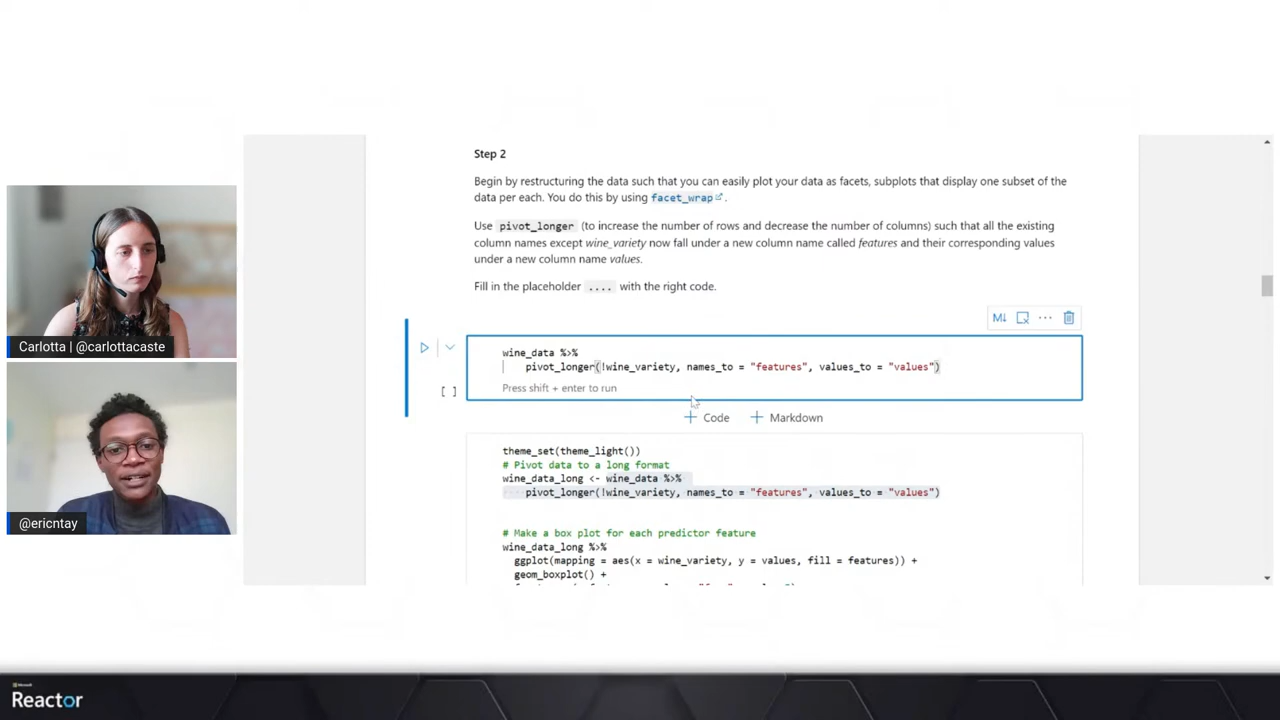 Step 2
Begin by restructuring the data such that you can easily plot your data as facets, subplots that display one subset of the
data per each. You do this by using facet_wrap.
Use pivot_longer (to increase the number of rows and decrease the number of columns) such that all the existing
column names except wine_variety now fall under a new column name called features and their corresponding values
under a new column name values.
Fill in the placeholder .... with the right code.
M↓
wine_data %>%
pivot_longer(!wine_variety, names_to = "features", values_to = "values")
[ ]
Press shift + enter to run
+ Code + Markdown
theme_set(theme_light())
# Pivot data to a long format
wine_data_long <- wine_data %>%
pivot_longer(!wine_variety, names_to = "features", values_to = "values")
# Make a box plot for each predictor feature
wine_data_long %>%
ggplot(mapping = aes(x = wine_variety, y = values, fill = features)) +
geom_boxplot() +
Carlotta | @carlottacaste
@ericntay
Microsoft
Reactor